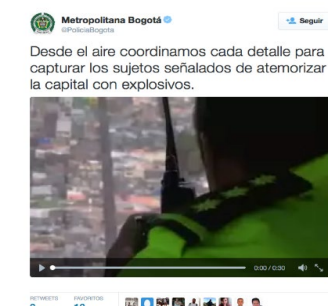 Metropolitana Bogotá
@PoliciaBogota
Seguir
Desde el aire coordinamos cada detalle para
capturar los sujetos señalados de atemorizar
la capital con explosivos.
0:00 / 0:30
RETWEETS FAVORITOS